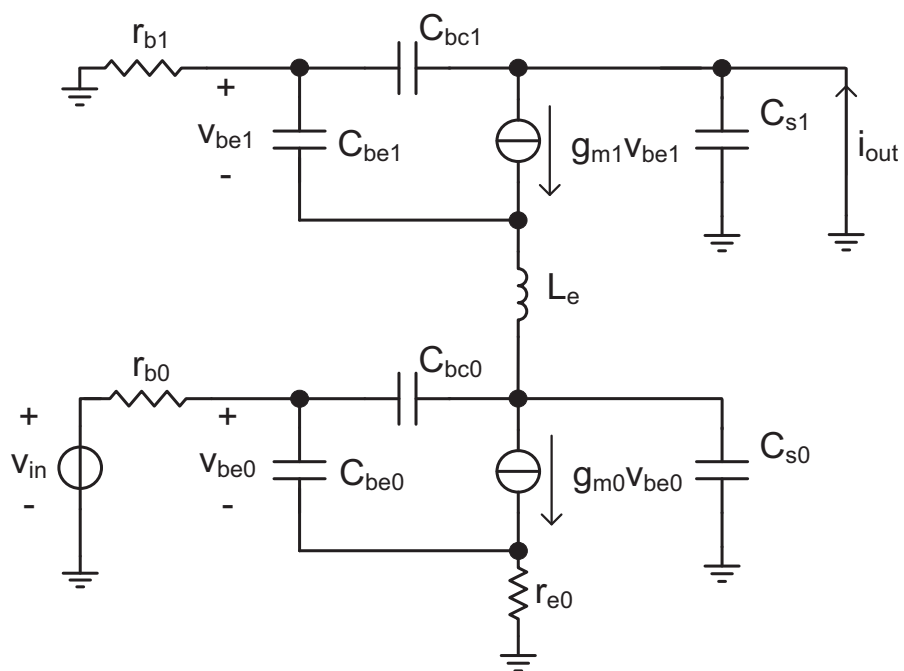 r_b1
C_bc1
+
v_be1
-
C_be1
g_m1v_be1
C_s1
i_out
L_e
r_b0
C_bc0
+
v_in
-
+
v_be0
-
C_be0
g_m0v_be0
C_s0
r_e0